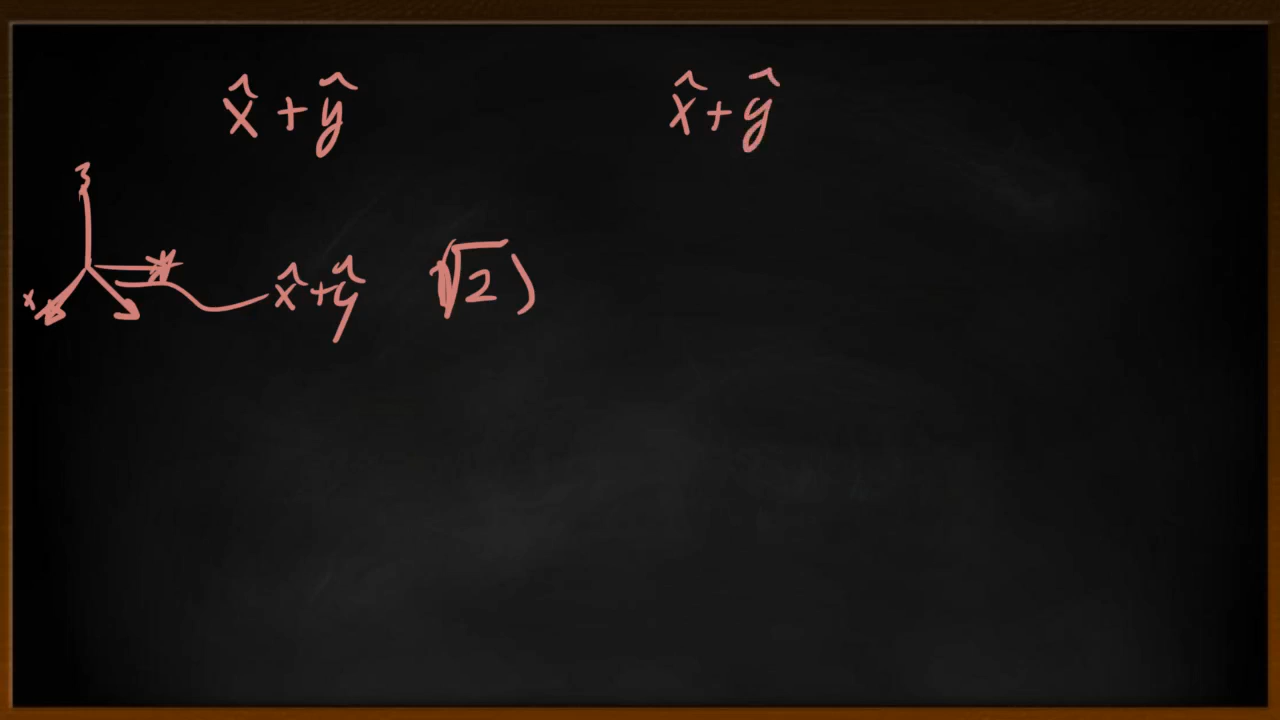 x̂ + ŷ x̂ + ŷ
z
x x̂ + ŷ (√2)